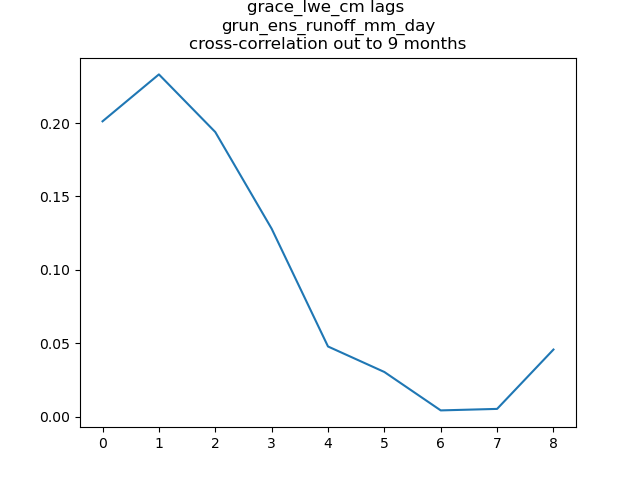 grace_lwe_cm lags
grun_ens_runoff_mm_day
cross-correlation out to 9 months
0.20
0.15
0.10
0.05
0.00
0 1 2 3 4 5 6 7 8